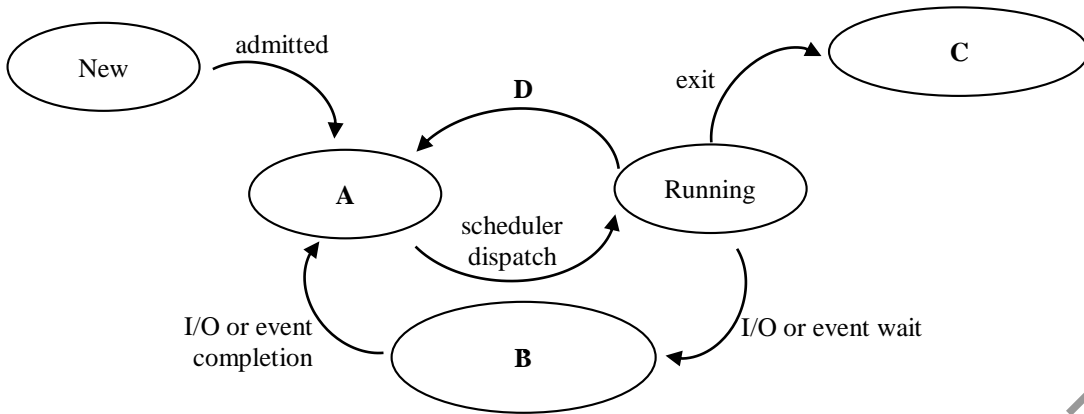 New
admitted
C
exit
D
A
Running
scheduler
dispatch
I/O or event
completion
I/O or event wait
B